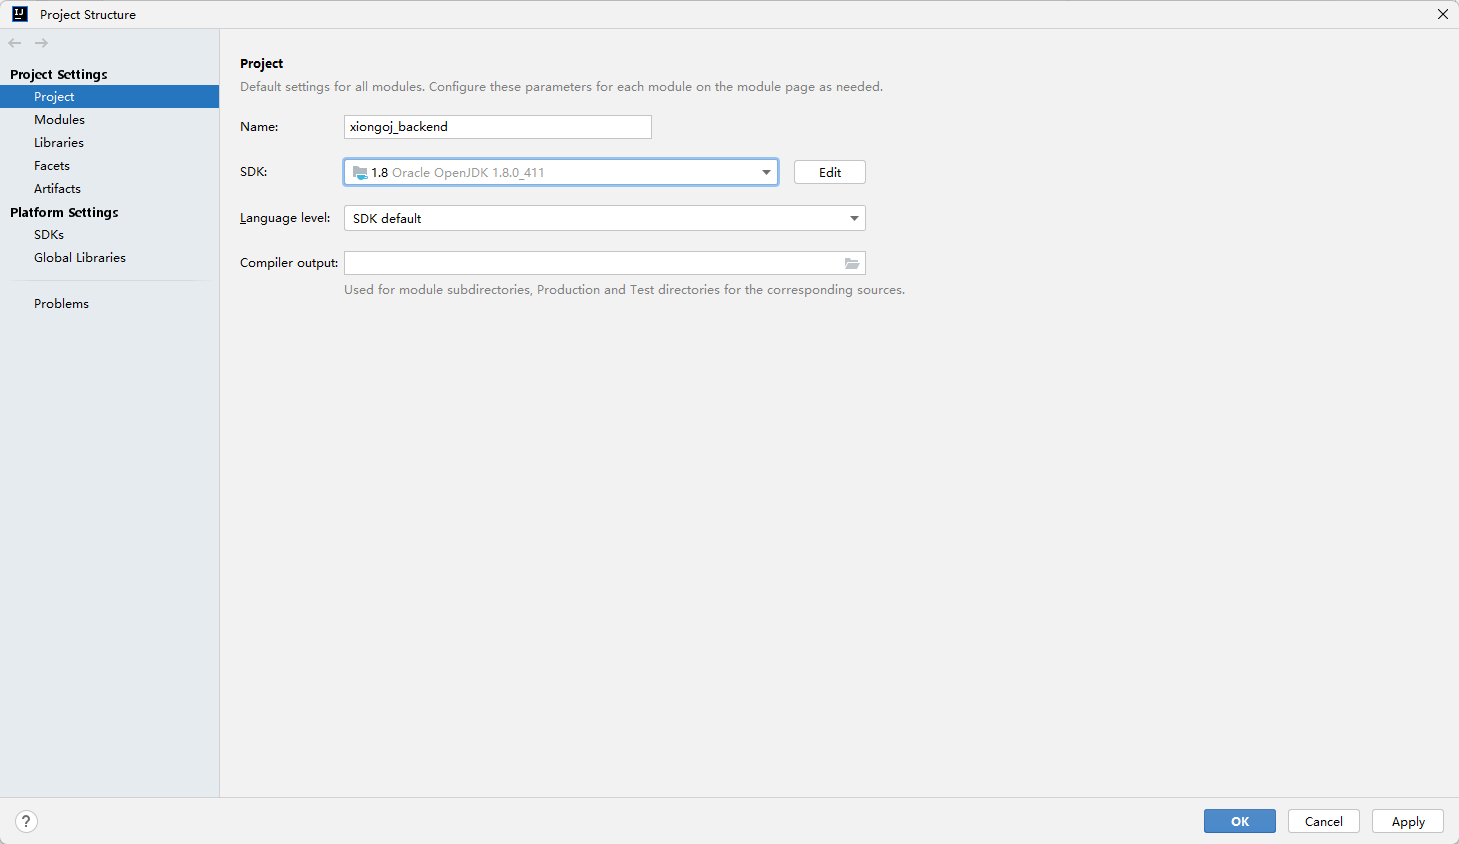 IJ
Project Structure
Project Settings
Project
Modules
Libraries
Facets
Artifacts
Platform Settings
SDKs
Global Libraries
Problems
Project
Default settings for all modules. Configure these parameters for each module on the module page as needed.
Name: xiongoj_backend
SDK: 1.8 Oracle OpenJDK 1.8.0_411 Edit
Language level: SDK default
Compiler output:
Used for module subdirectories, Production and Test directories for the corresponding sources.
? OK Cancel Apply